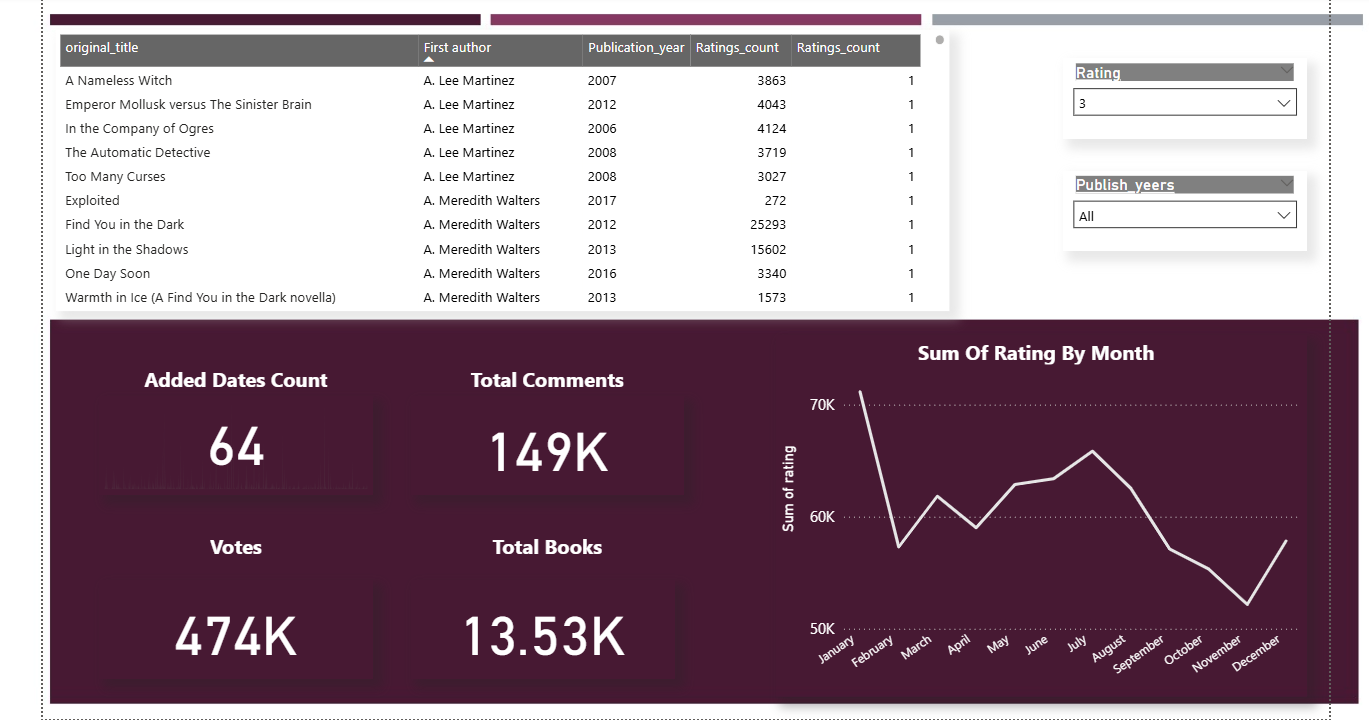 original_title First author Publication_year Ratings_count Ratings_count
A Nameless Witch A. Lee Martinez 2007 3863 1
Emperor Mollusk versus The Sinister Brain A. Lee Martinez 2012 4043 1
In the Company of Ogres A. Lee Martinez 2006 4124 1
The Automatic Detective A. Lee Martinez 2008 3719 1
Too Many Curses A. Lee Martinez 2008 3027 1
Exploited A. Meredith Walters 2017 272 1
Find You in the Dark A. Meredith Walters 2012 25293 1
Light in the Shadows A. Meredith Walters 2013 15602 1
One Day Soon A. Meredith Walters 2016 3340 1
Warmth in Ice (A Find You in the Dark novella) A. Meredith Walters 2013 1573 1
Rating
3
Publish_yeers
All
Added Dates Count
64
Total Comments
149K
Votes
474K
Total Books
13.53K
Sum Of Rating By Month
Sum of rating
70K
60K
50K
January February March April May June July August September October November December